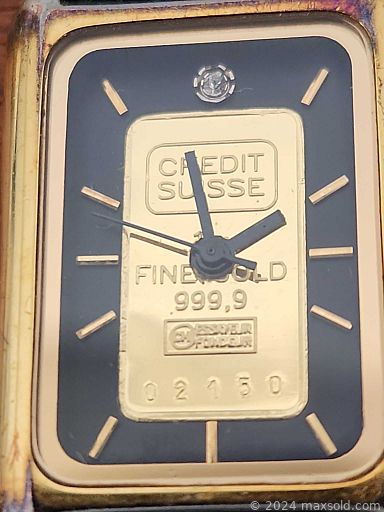 CREDIT
SUISSE
FINE GOLD
999,9
ESSAYEUR
FONDEUR
02150
© 2024 maxsold.com